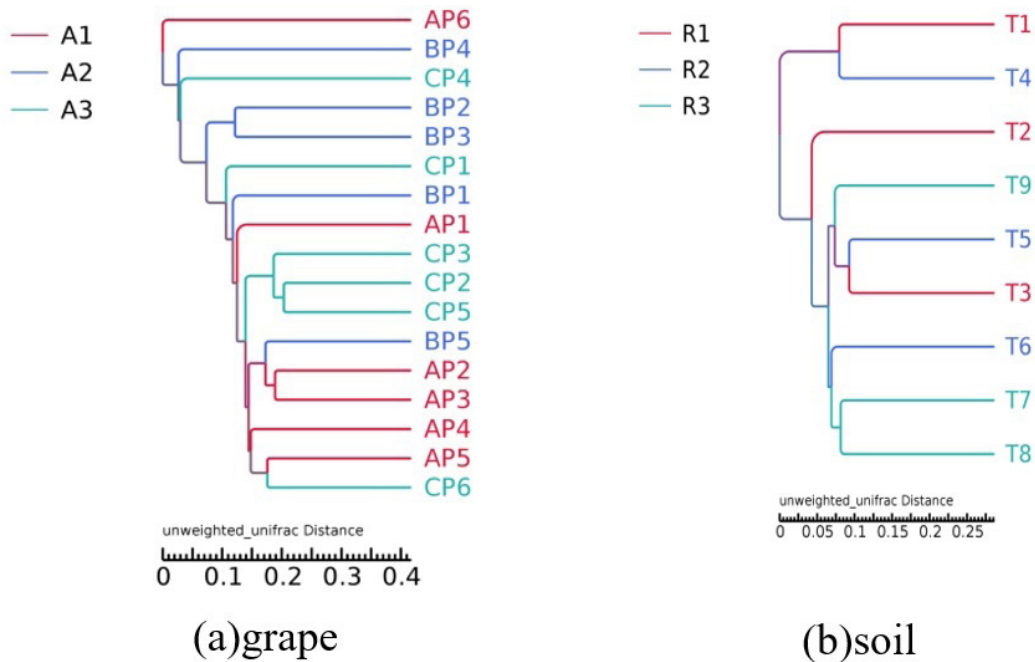 A1
A2
A3
AP6
BP4
CP4
BP2
BP3
CP1
BP1
AP1
CP3
CP2
CP5
BP5
AP2
AP3
AP4
AP5
CP6
unweighted_unifrac Distance
0 0.1 0.2 0.3 0.4
(a)grape
R1
R2
R3
T1
T4
T2
T9
T5
T3
T6
T7
T8
unweighted_unifrac Distance
0 0.05 0.1 0.15 0.2 0.25
(b)soil